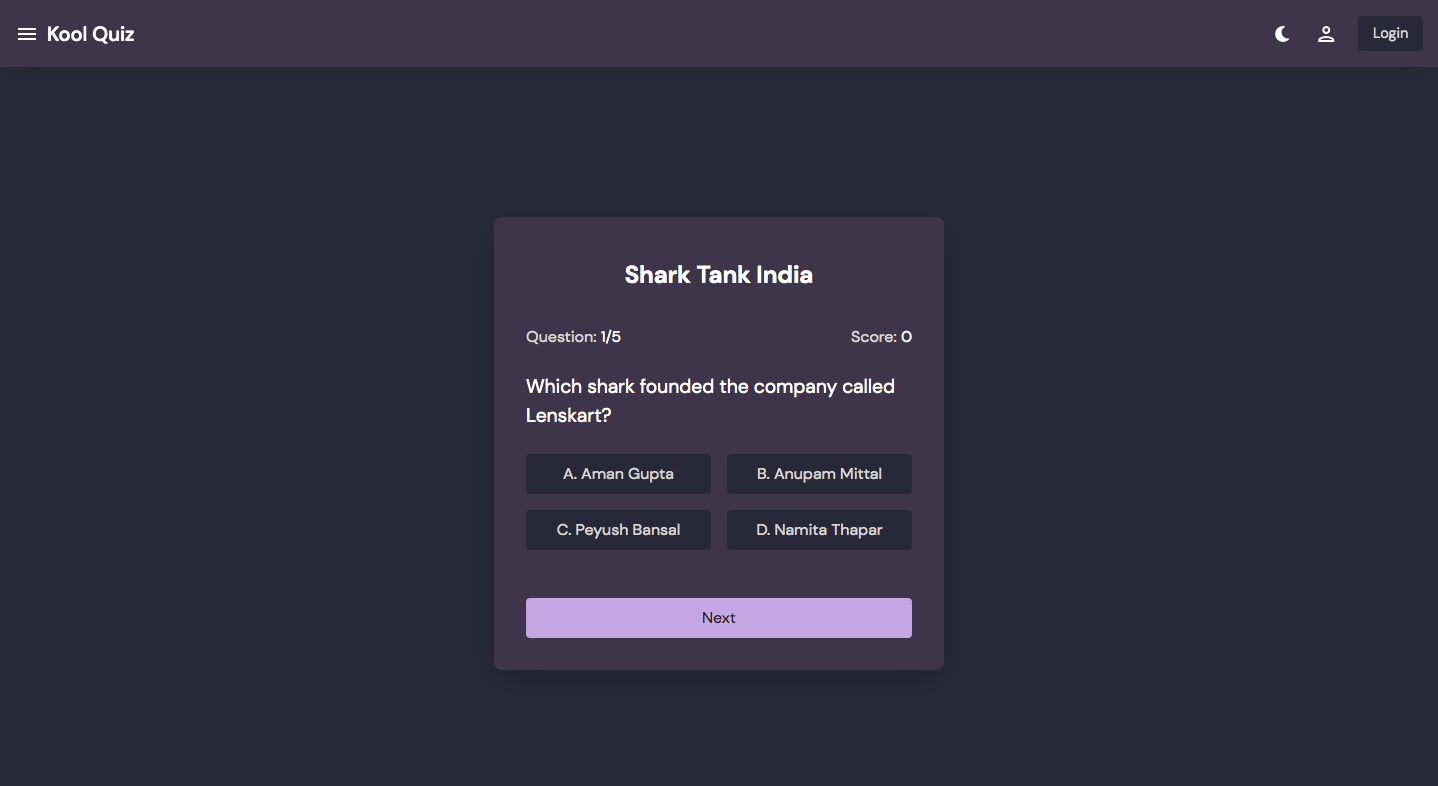 Kool Quiz
Login
Shark Tank India
Question: 1/5
Score: 0
Which shark founded the company called
Lenskart?
A. Aman Gupta
B. Anupam Mittal
C. Peyush Bansal
D. Namita Thapar
Next